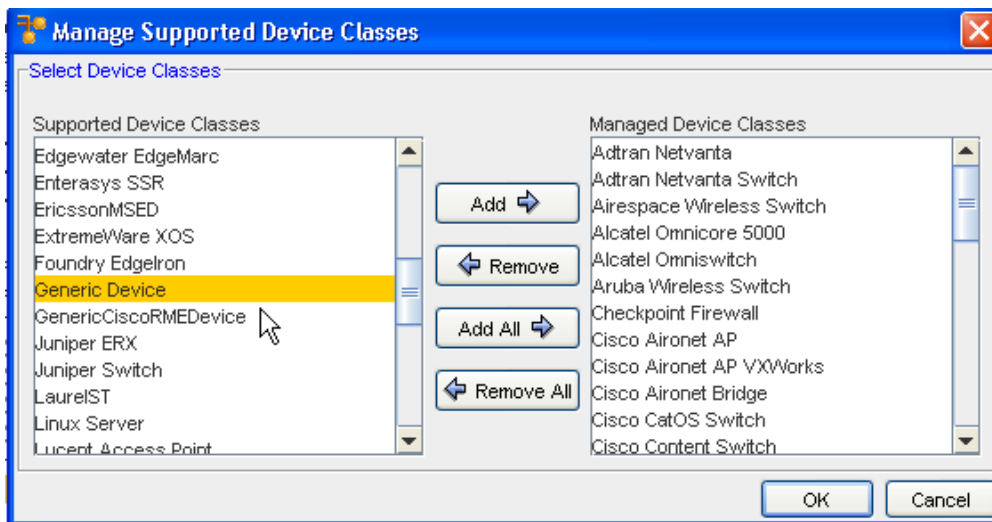 Manage Supported Device Classes
Select Device Classes
Supported Device Classes
Edgewater EdgeMarc
Enterasys SSR
EricssonMSED
ExtremeWare XOS
Foundry EdgeIron
Generic Device
GenericCiscoRMEDevice
Juniper ERX
Juniper Switch
LaurelST
Linux Server
Lucent Access Point
Add
Remove
Add All
Remove All
Managed Device Classes
Adtran Netvanta
Adtran Netvanta Switch
Airespace Wireless Switch
Alcatel Omnicore 5000
Alcatel Omniswitch
Aruba Wireless Switch
Checkpoint Firewall
Cisco Aironet AP
Cisco Aironet AP VXWorks
Cisco Aironet Bridge
Cisco CatOS Switch
Cisco Content Switch
OK
Cancel